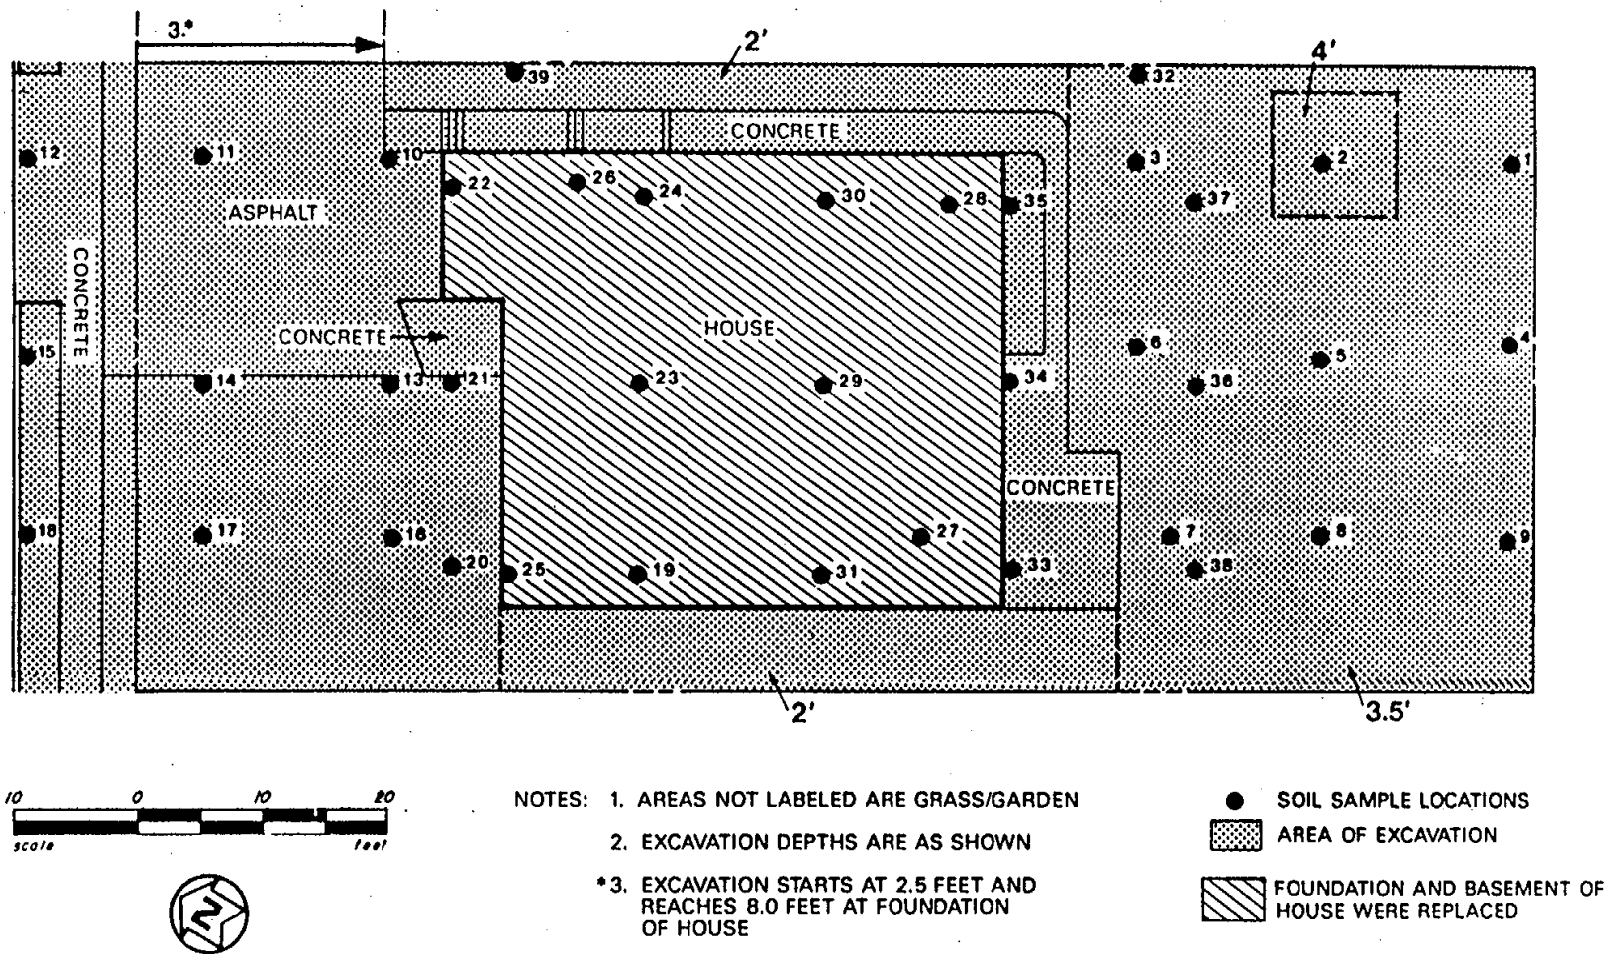 3.*
2'
4'
39
32
CONCRETE
12
11
10
3
2
1
22
26
24
30
28
35
37
ASPHALT
CONCRETE
HOUSE
CONCRETE
15
6
5
4
14
13
21
23
29
34
36
CONCRETE
18
17
16
27
7
8
9
20
25
19
31
33
38
2'
3.5'
10 0 10 20
scale feet
N
NOTES: 1. AREAS NOT LABELED ARE GRASS/GARDEN
2. EXCAVATION DEPTHS ARE AS SHOWN
*3. EXCAVATION STARTS AT 2.5 FEET AND
REACHES 8.0 FEET AT FOUNDATION
OF HOUSE
SOIL SAMPLE LOCATIONS
AREA OF EXCAVATION
FOUNDATION AND BASEMENT OF
HOUSE WERE REPLACED